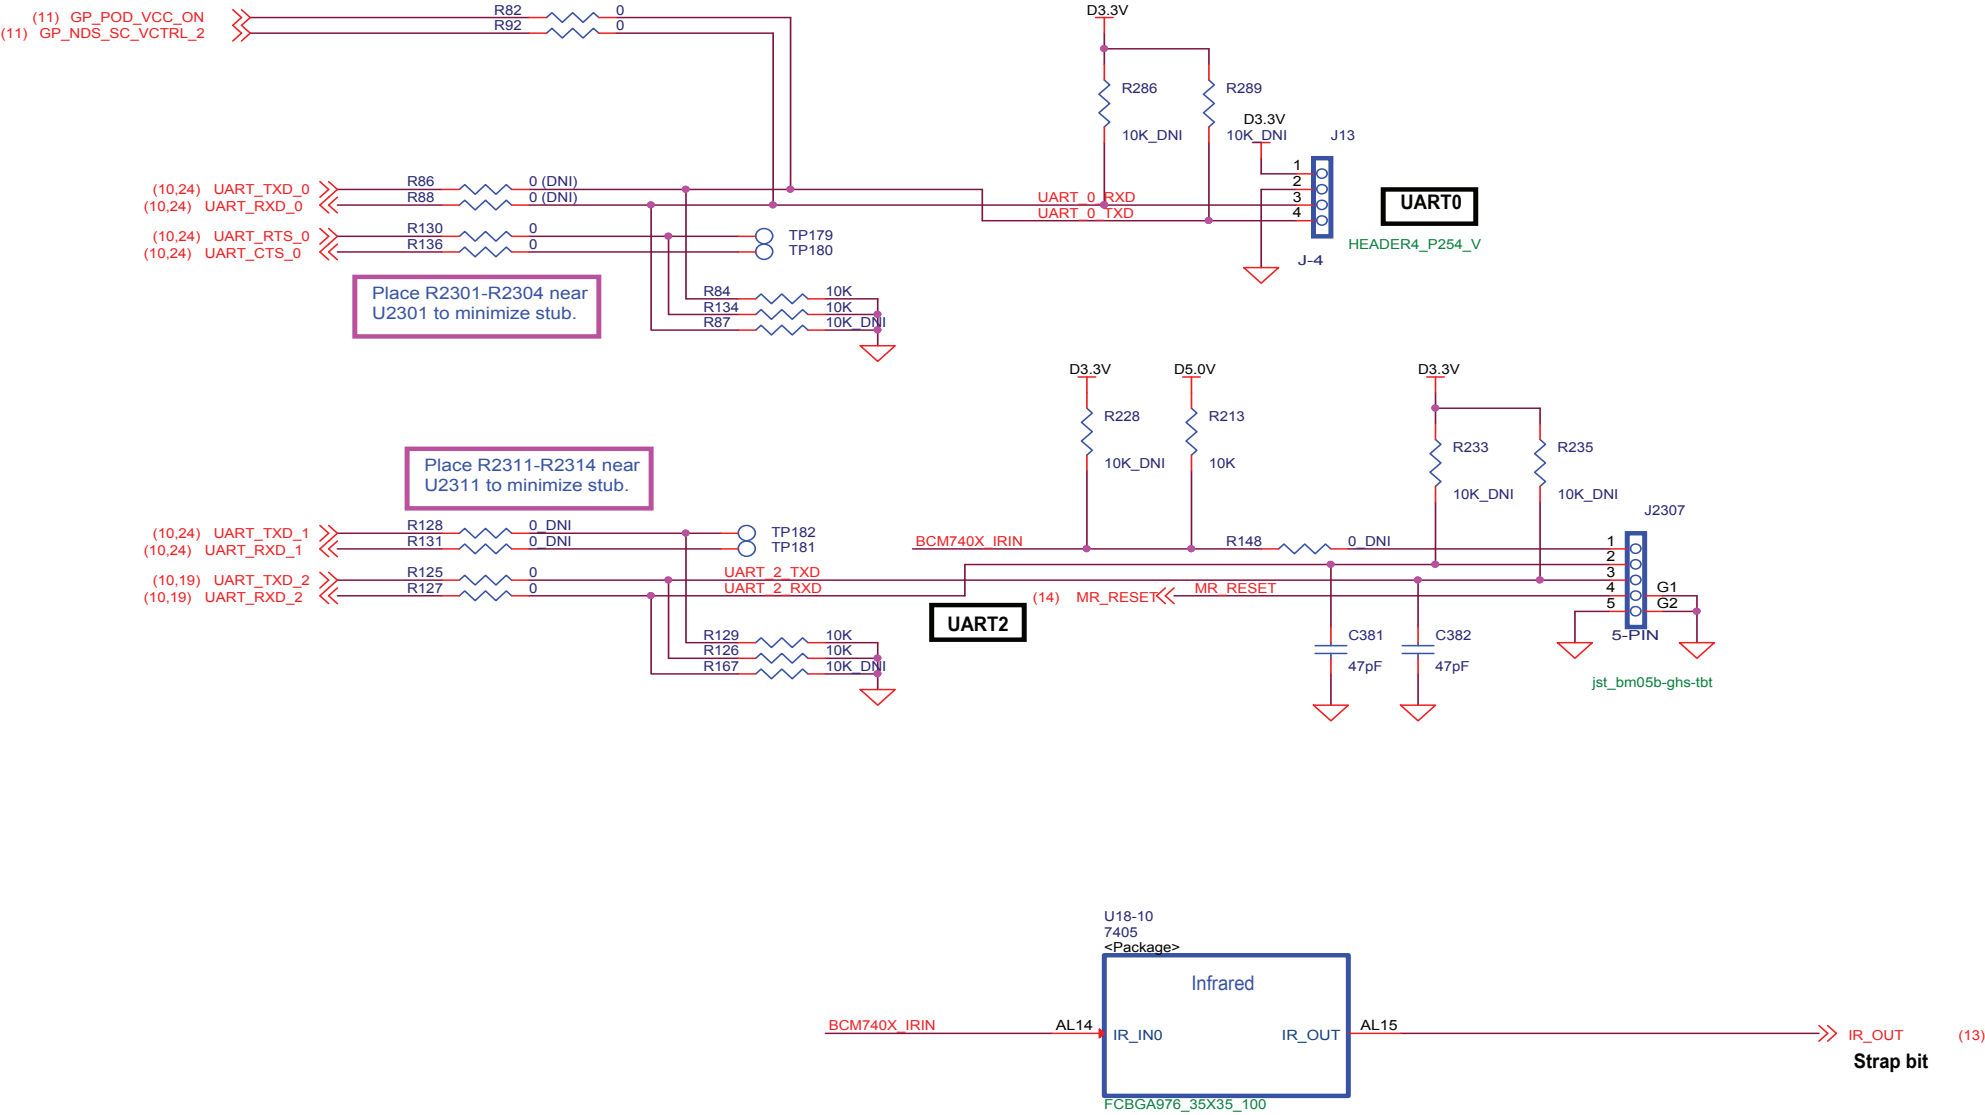 (11) GP_POD_VCC_ON
R82 0
(11) GP_NDS_SC_VCTRL_2
R92 0
D3.3V
R286
10K_DNI
R289
10K_DNI
D3.3V
J13
(10,24) UART_TXD_0
R86 0 (DNI)
(10,24) UART_RXD_0
R88 0 (DNI)
UART_0_RXD
UART_0_TXD
1
2
3
4
UART0
HEADER4_P254_V
J-4
(10,24) UART_RTS_0
R130 0
TP179
(10,24) UART_CTS_0
R136 0
TP180
Place R2301-R2304 near
U2301 to minimize stub.
R84 10K
R134 10K
R87 10K_DNI
D3.3V
R228
10K_DNI
D5.0V
R213
10K
D3.3V
R233
10K_DNI
R235
10K_DNI
J2307
Place R2311-R2314 near
U2311 to minimize stub.
(10,24) UART_TXD_1
R128 0_DNI
TP182
(10,24) UART_RXD_1
R131 0_DNI
TP181
BCM740X_IRIN
R148 0_DNI
(10,19) UART_TXD_2
R125 0
UART_2_TXD
(10,19) UART_RXD_2
R127 0
UART_2_RXD
(14) MR_RESET
MR_RESET
1
2
3
4
5
G1
G2
5-PIN
jst_bm05b-ghs-tbt
UART2
R129 10K
R126 10K
R167 10K_DNI
C381
47pF
C382
47pF
U18-10
7405
<Package>
Infrared
BCM740X_IRIN
AL14
IR_IN0
IR_OUT
AL15
IR_OUT (13)
Strap bit
FCBGA976_35X35_100